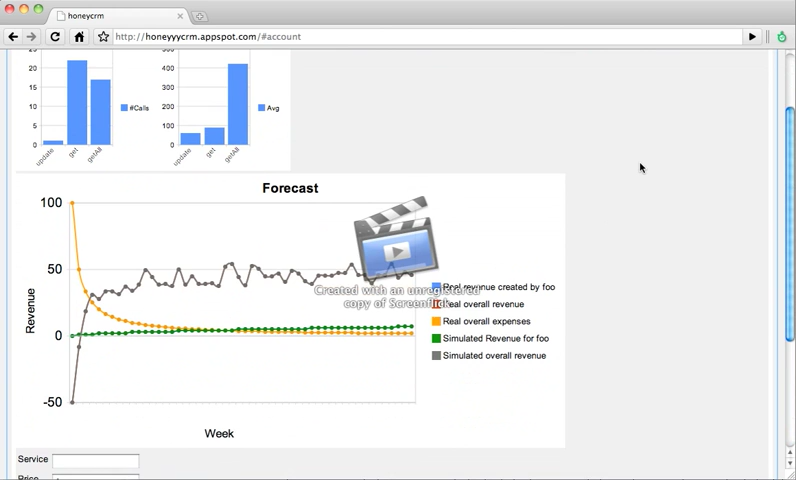 honeycrm
http://honeyyycrm.appspot.com/#account
25
20
15
10
5
0
update
get
getAll
#Calls
500
400
300
200
100
0
update
get
getAll
Avg
Forecast
100
50
0
-50
Revenue
Week
Created with an unregistered
copy of Screenflick
Real revenue created by foo
Real overall revenue
Real overall expenses
Simulated Revenue for foo
Simulated overall revenue
Service
Price